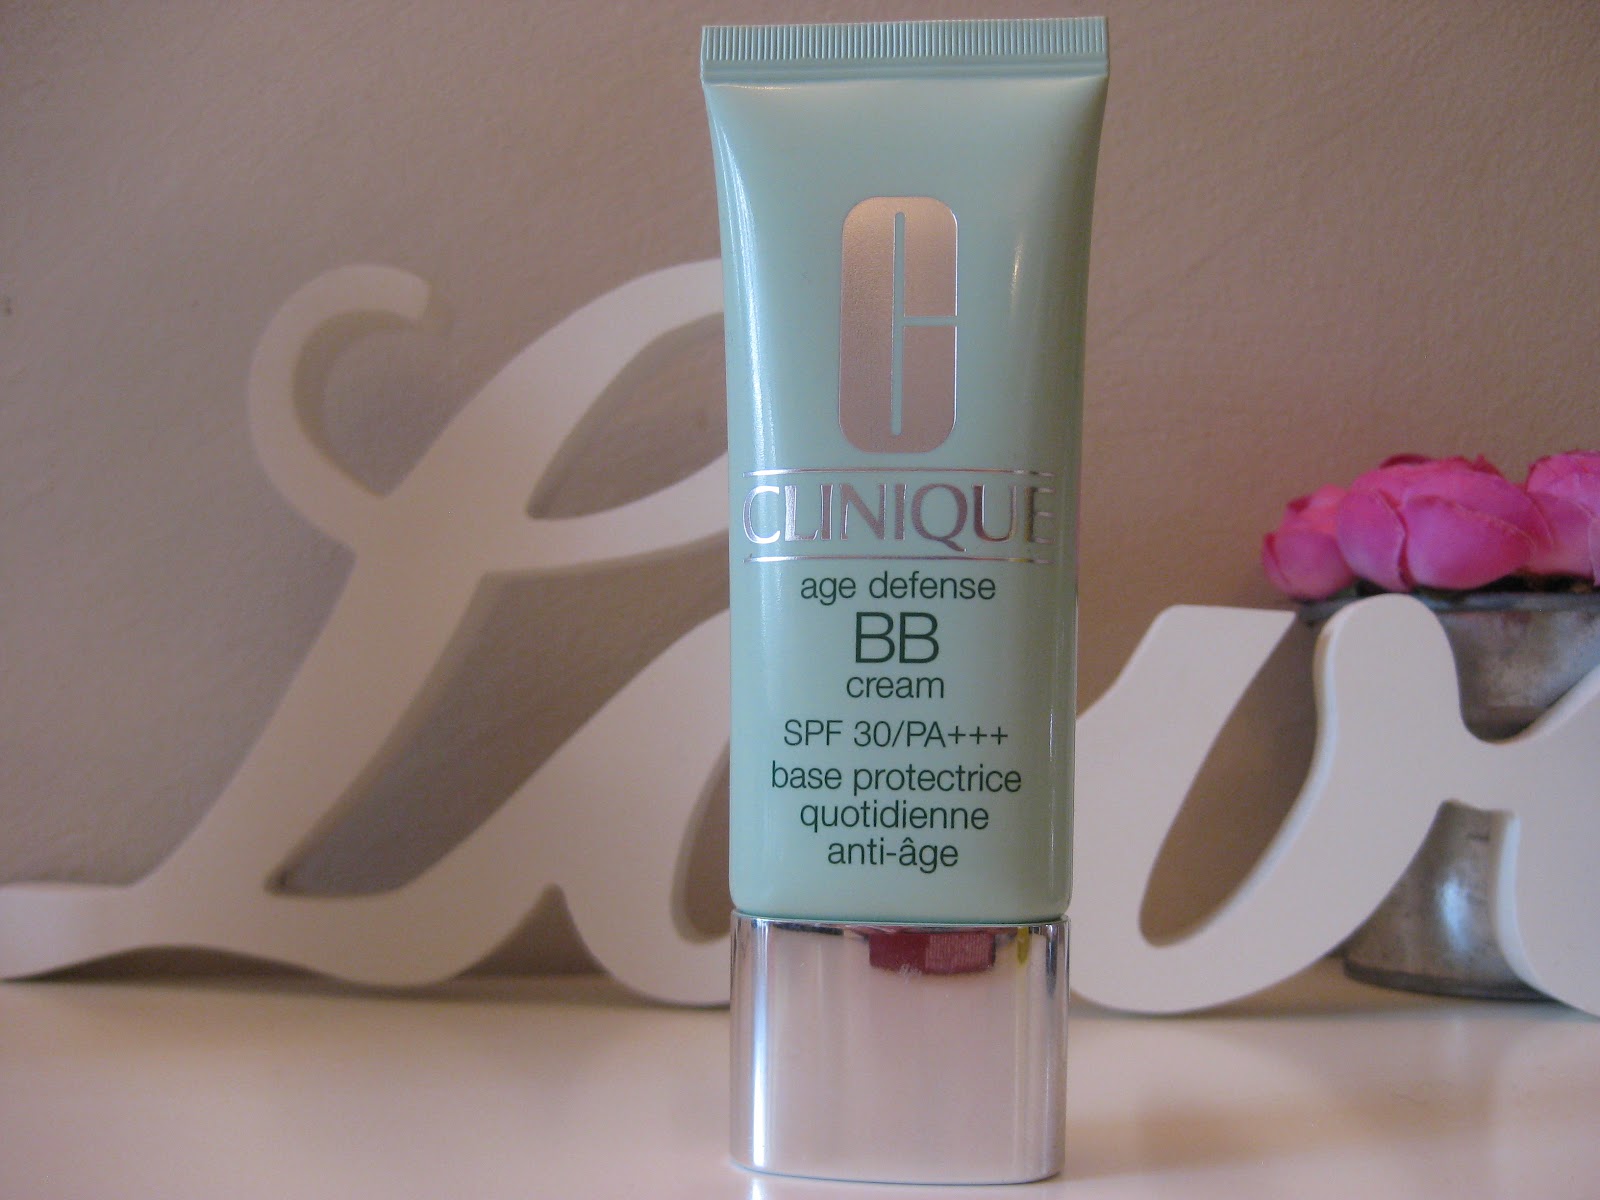 C
CLINIQUE
age defense
BB
cream
SPF 30/PA+++
base protectrice
quotidienne
anti-âge